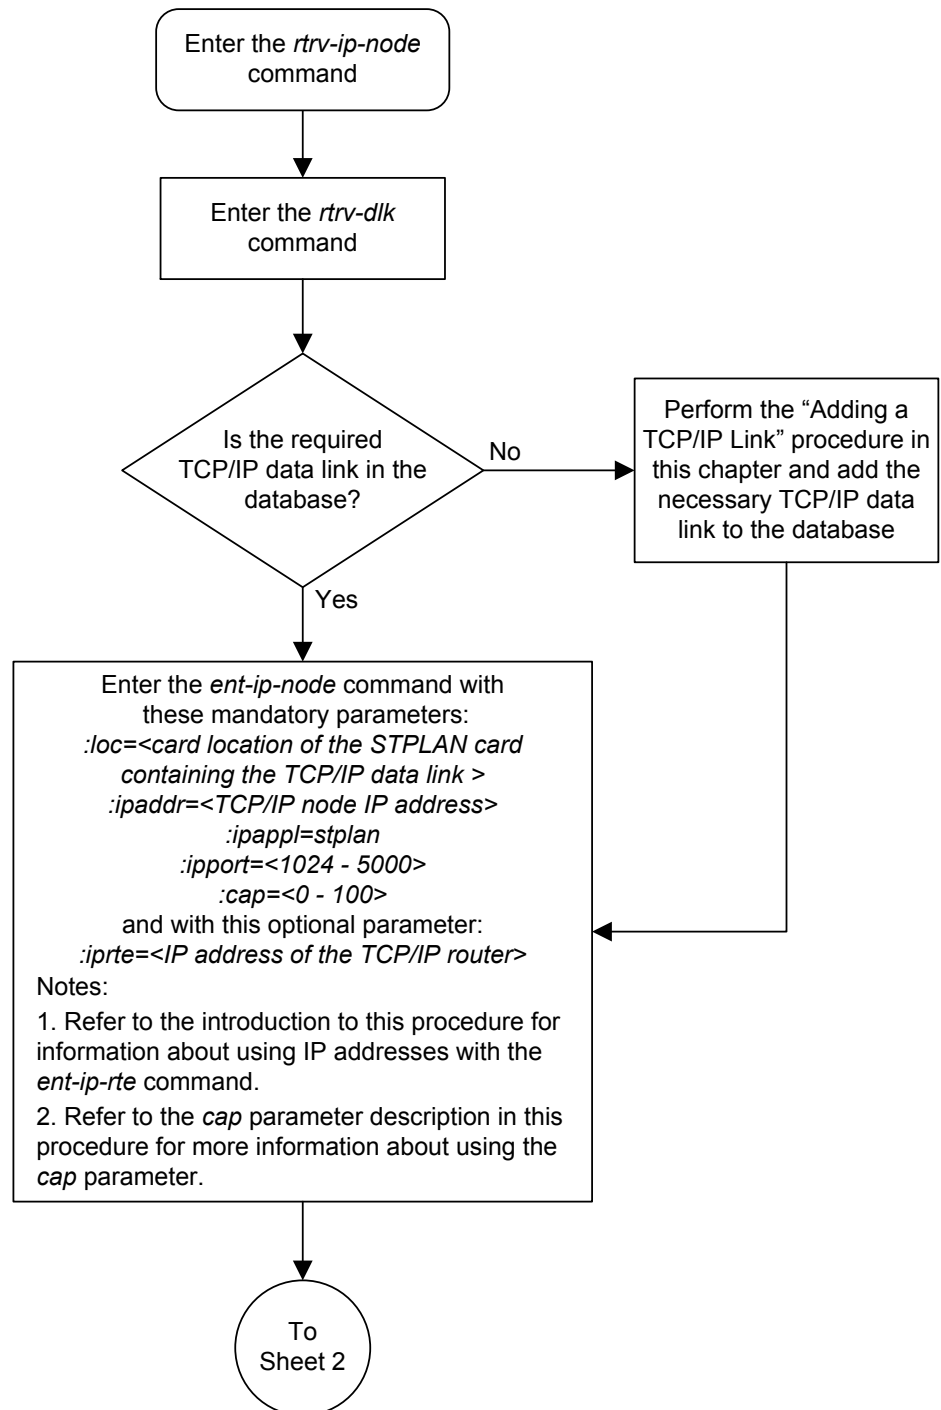 Enter the rtrv-ip-node
command
Enter the rtrv-dlk
command
Is the required
TCP/IP data link in the
database?
No
Perform the “Adding a
TCP/IP Link” procedure in
this chapter and add the
necessary TCP/IP data
link to the database
Yes
Enter the ent-ip-node command with
these mandatory parameters:
:loc=<card location of the STPLAN card
containing the TCP/IP data link >
:ipaddr=<TCP/IP node IP address>
:ipappl=stplan
:ipport=<1024 - 5000>
:cap=<0 - 100>
and with this optional parameter:
:iprte=<IP address of the TCP/IP router>
Notes:
1. Refer to the introduction to this procedure for
information about using IP addresses with the
ent-ip-rte command.
2. Refer to the cap parameter description in this
procedure for more information about using the
cap parameter.
To
Sheet 2